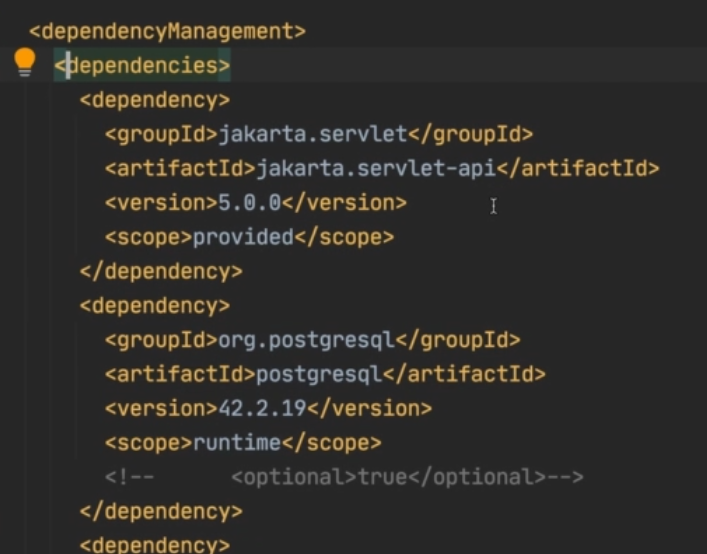 <dependencyManagement>
<dependencies>
<dependency>
<groupId>jakarta.servlet</groupId>
<artifactId>jakarta.servlet-api</artifactId>
<version>5.0.0</version>
<scope>provided</scope>
</dependency>
<dependency>
<groupId>org.postgresql</groupId>
<artifactId>postgresql</artifactId>
<version>42.2.19</version>
<scope>runtime</scope>
<!--      <optional>true</optional>-->
</dependency>
<dependency>